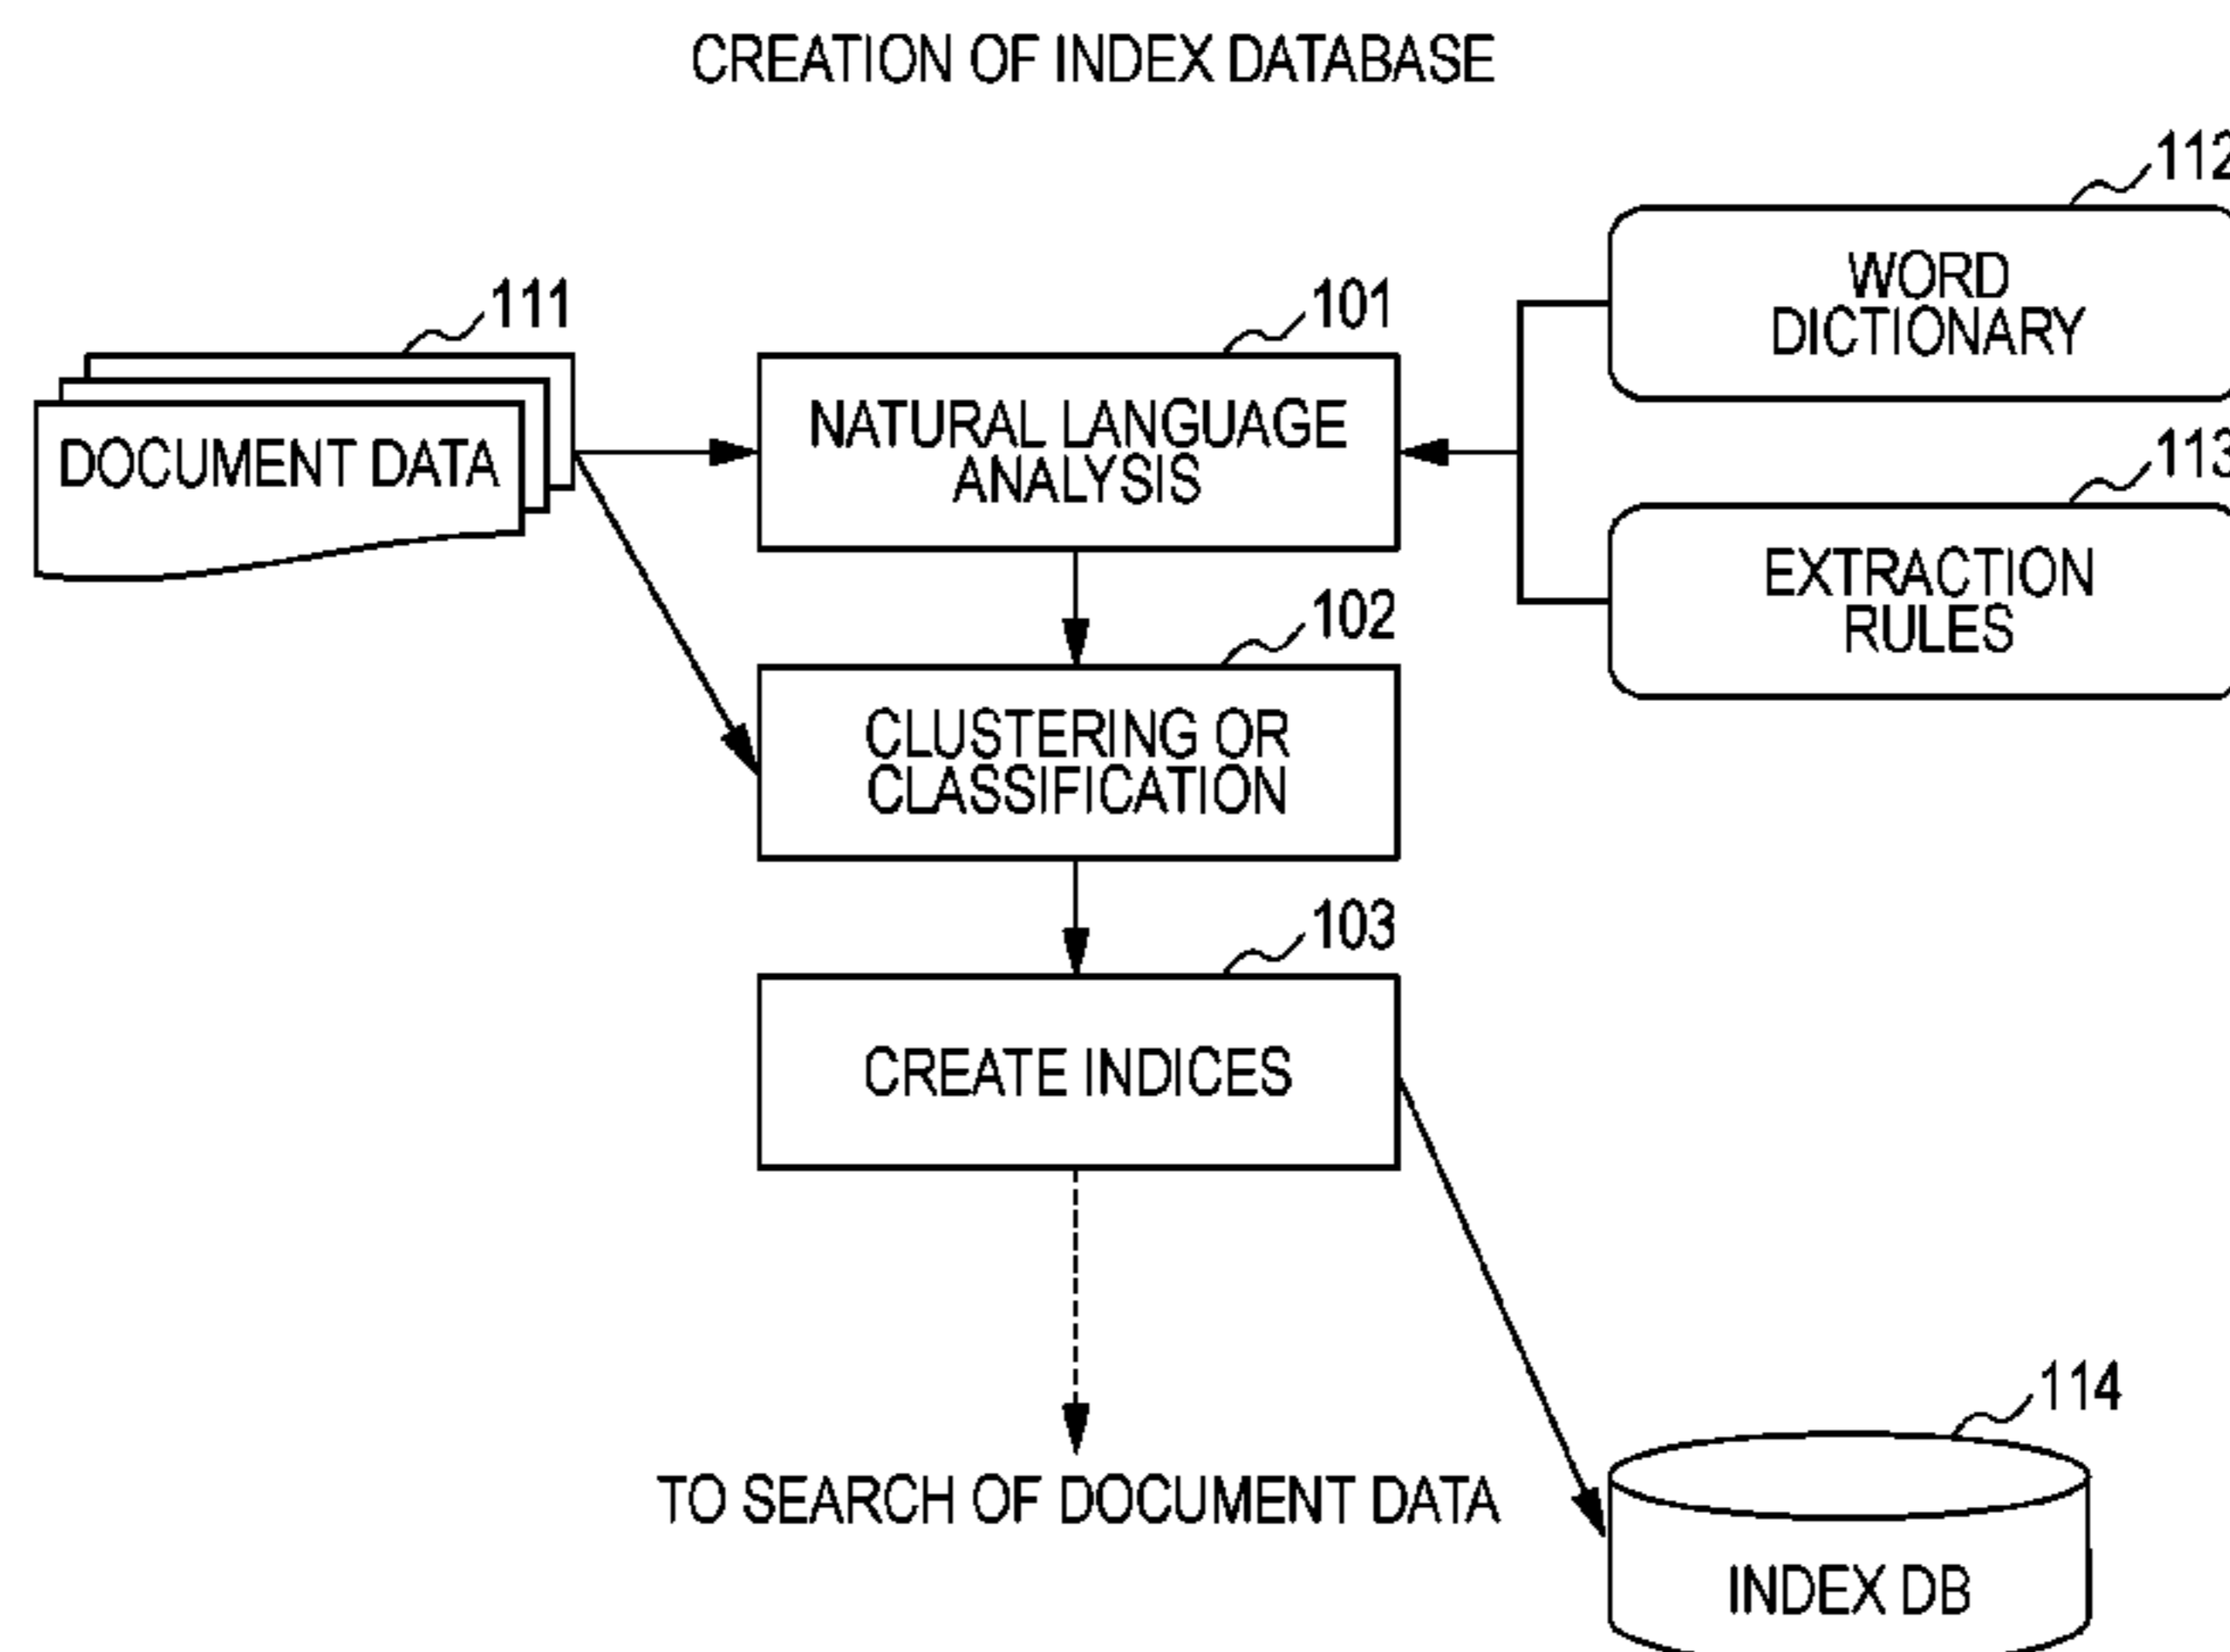 CREATION OF INDEX DATABASE
112
WORD
DICTIONARY
111
101
DOCUMENT DATA
NATURAL LANGUAGE
ANALYSIS
113
EXTRACTION
RULES
102
CLUSTERING OR
CLASSIFICATION
103
CREATE INDICES
114
TO SEARCH OF DOCUMENT DATA
INDEX DB